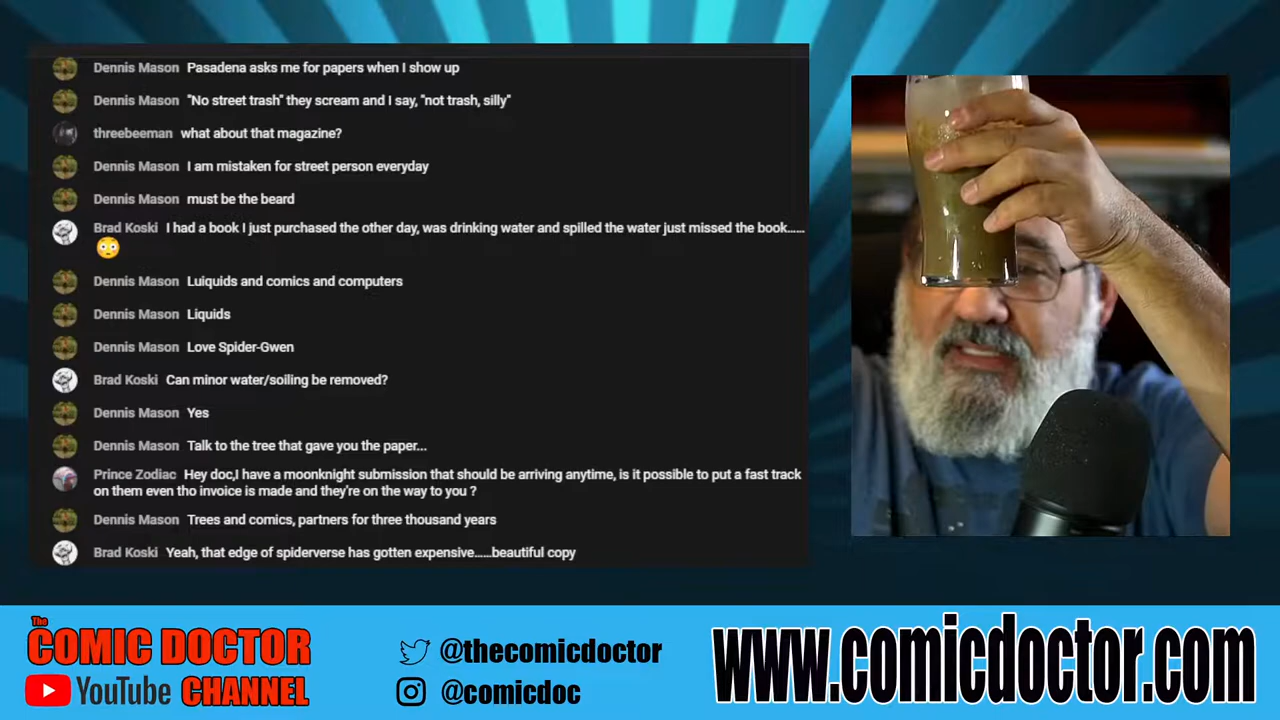 Dennis Mason Pasadena asks me for papers when I show up
Dennis Mason "No street trash" they scream and I say, "not trash, silly"
threebeeman what about that magazine?
Dennis Mason I am mistaken for street person everyday
Dennis Mason must be the beard
Brad Koski I had a book I just purchased the other day, was drinking water and spilled the water just missed the book......
Dennis Mason Luiquids and comics and computers
Dennis Mason Liquids
Dennis Mason Love Spider-Gwen
Brad Koski Can minor water/soiling be removed?
Dennis Mason Yes
Dennis Mason Talk to the tree that gave you the paper...
Prince Zodiac Hey doc,I have a moonknight submission that should be arriving anytime, is it possible to put a fast track
on them even tho invoice is made and they're on the way to you ?
Dennis Mason Trees and comics, partners for three thousand years
Brad Koski Yeah, that edge of spiderverse has gotten expensive......beautiful copy
The
COMIC DOCTOR
YouTube CHANNEL
@thecomicdoctor
@comicdoc
www.comicdoctor.com